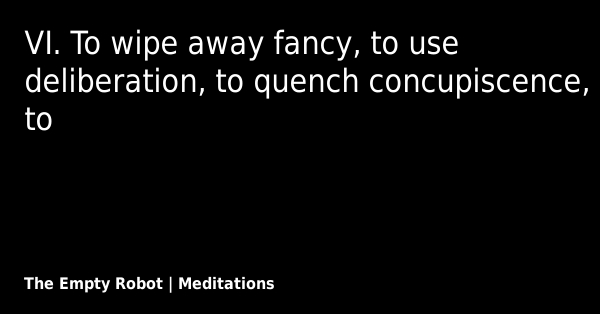 VI. To wipe away fancy, to use
deliberation, to quench concupiscence,
to
The Empty Robot | Meditations